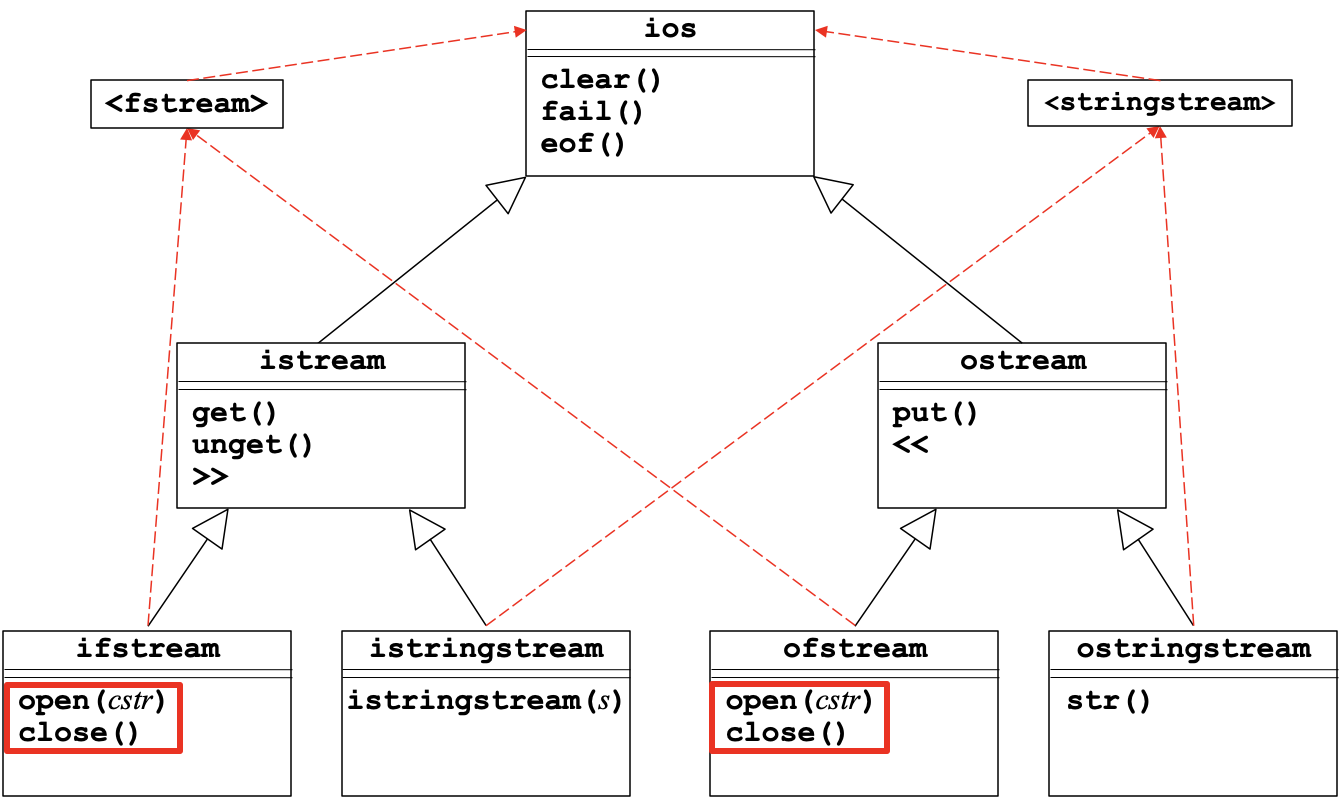 ios
clear()
fail()
eof()
<fstream>
<stringstream>
istream
get()
unget()
>>
ostream
put()
<<
ifstream
open(cstr)
close()
istringstream
istringstream(s)
ofstream
open(cstr)
close()
ostringstream
str()